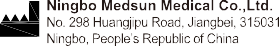 Ningbo Medsun Medical Co.,Ltd.
No. 298 Huangjipu Road, Jiangbei, 315031
Ningbo, People's Republic of China